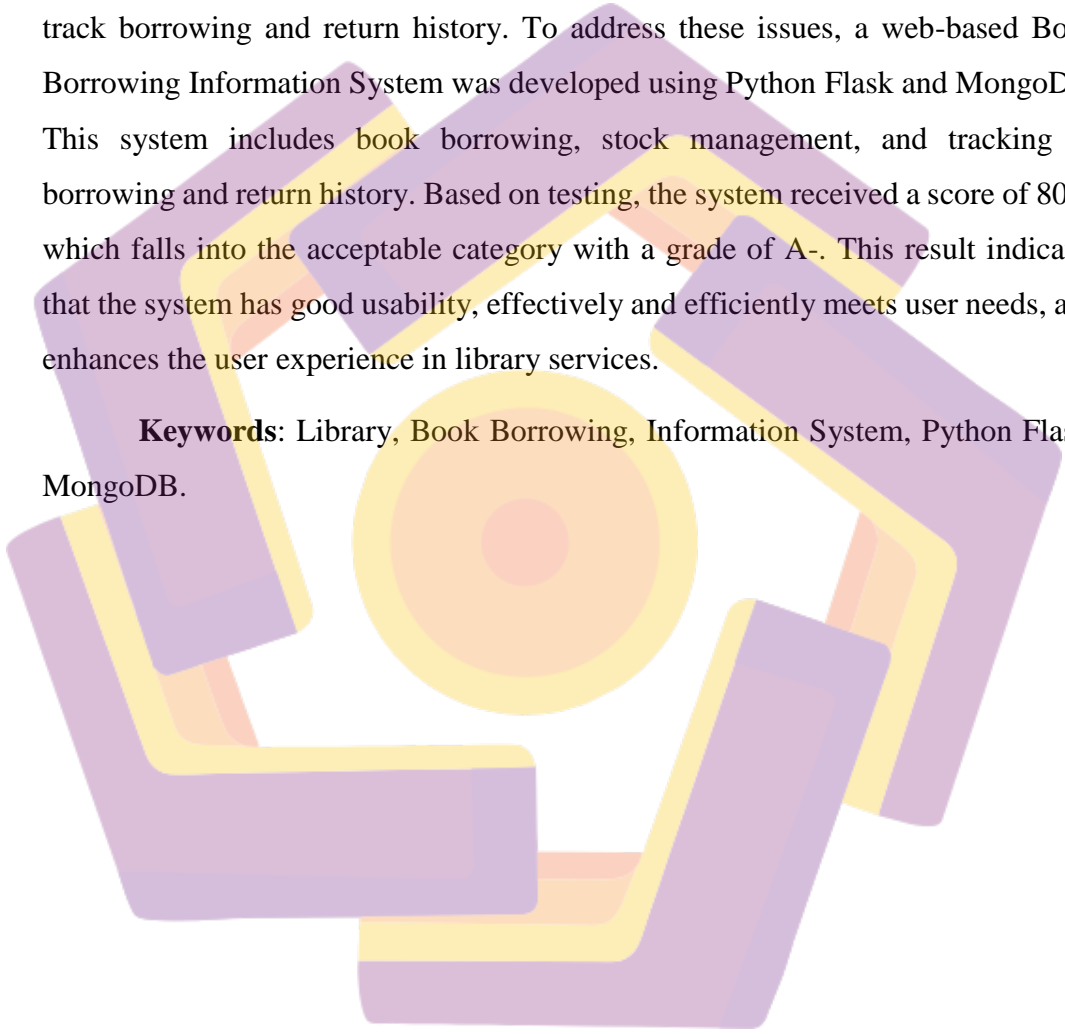 track borrowing and return history. To address these issues, a web-based Bo
Borrowing Information System was developed using Python Flask and MongoD
This system includes book borrowing, stock management, and tracking
borrowing and return history. Based on testing, the system received a score of 80
which falls into the acceptable category with a grade of A-. This result indica
that the system has good usability, effectively and efficiently meets user needs, a
enhances the user experience in library services.
Keywords: Library, Book Borrowing, Information System, Python Flas
MongoDB.